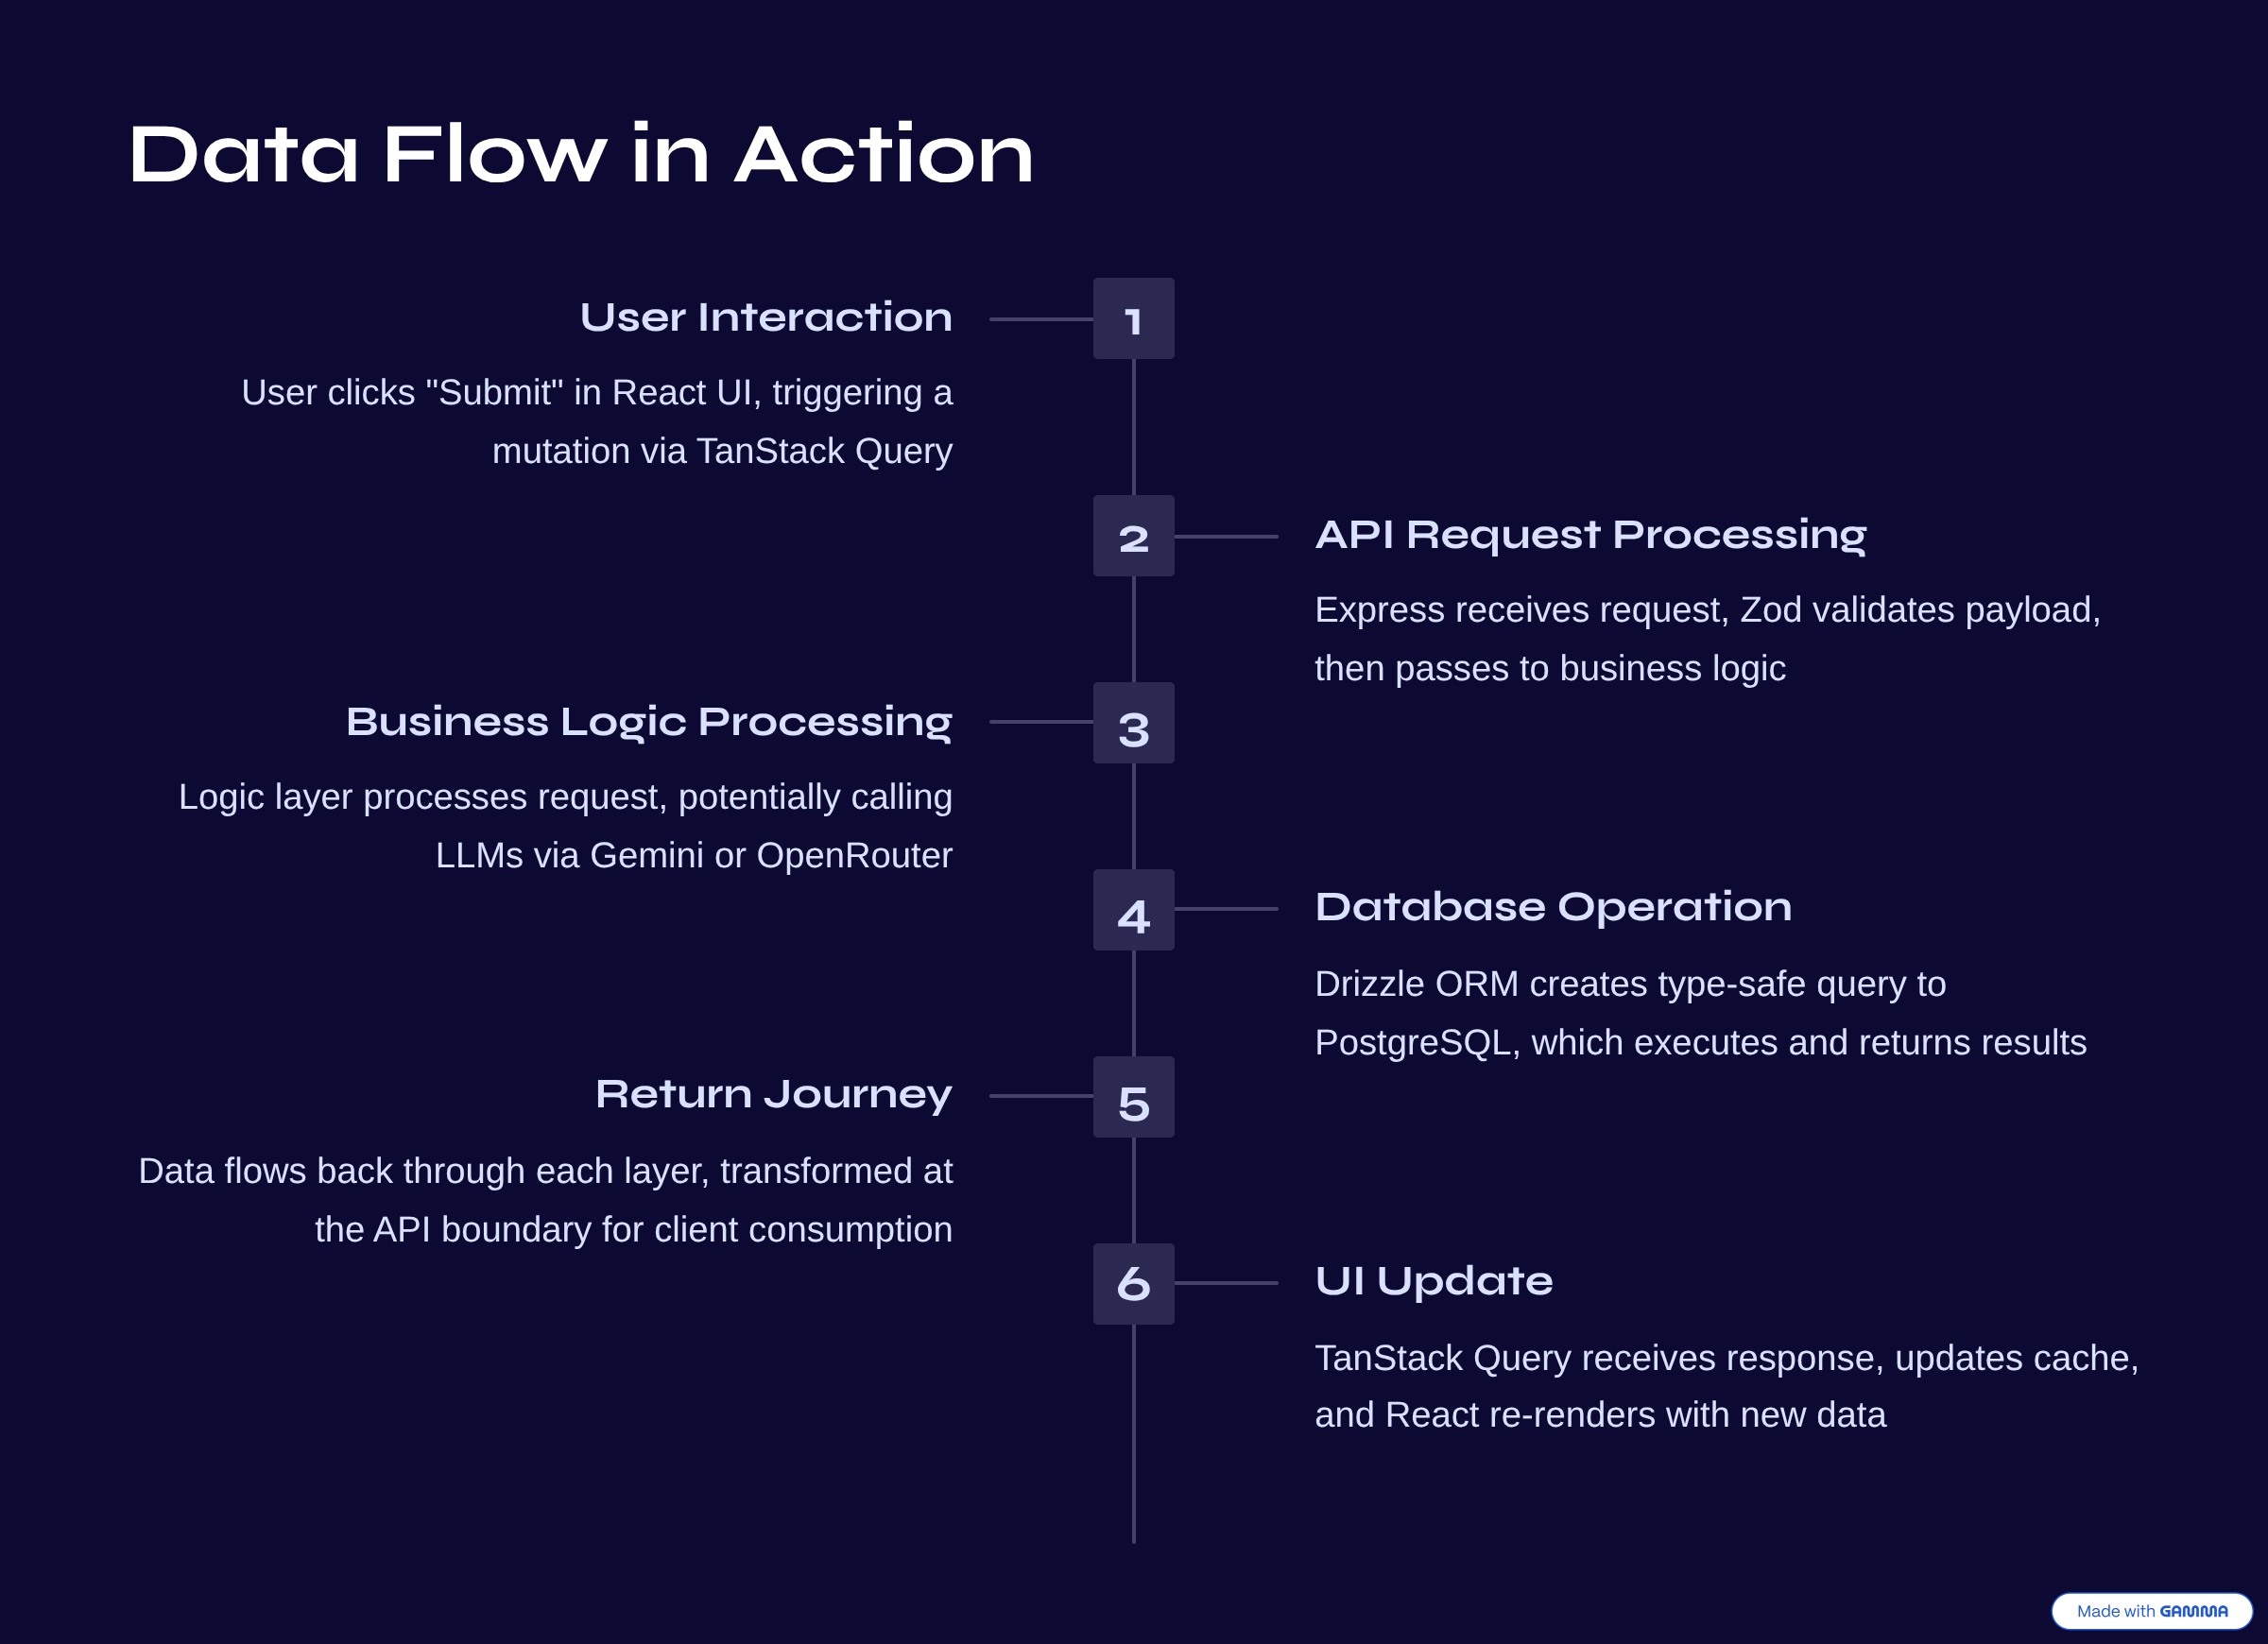 Data Flow in Action
1
User Interaction
User clicks "Submit" in React UI, triggering a
mutation via TanStack Query
2
API Request Processing
Express receives request, Zod validates payload,
then passes to business logic
3
Business Logic Processing
Logic layer processes request, potentially calling
LLMs via Gemini or OpenRouter
4
Database Operation
Drizzle ORM creates type-safe query to
PostgreSQL, which executes and returns results
5
Return Journey
Data flows back through each layer, transformed at
the API boundary for client consumption
6
UI Update
TanStack Query receives response, updates cache,
and React re-renders with new data
Made with GAMMA